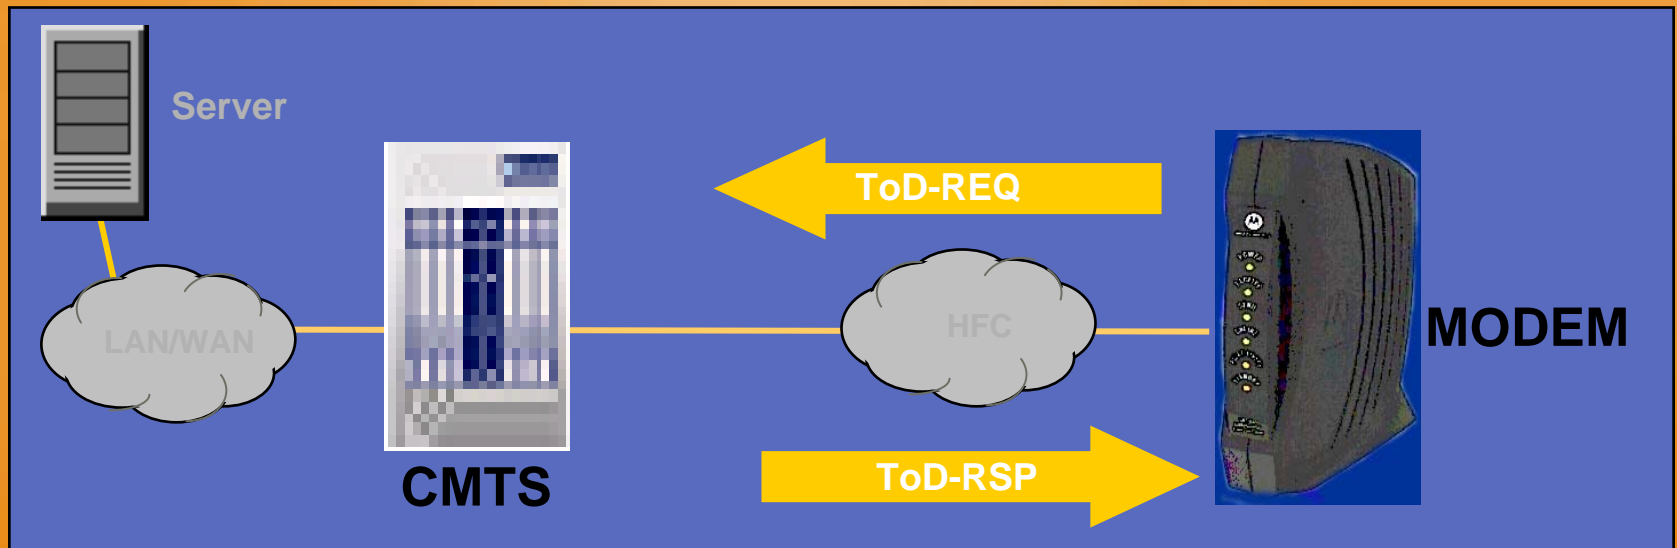 Server
ToD-REQ
LAN/WAN
HFC
MODEM
CMTS
ToD-RSP